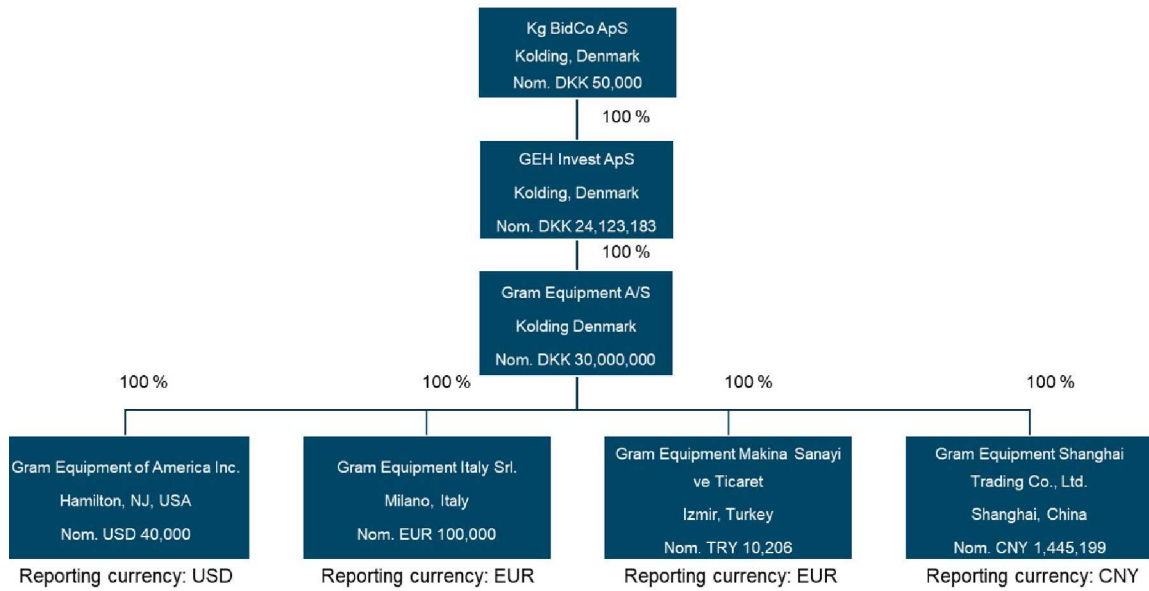 Kg BidCo ApS
Kolding, Denmark
Nom. DKK 50,000
100 %
GEH Invest ApS
Kolding, Denmark
Nom. DKK 24,123,183
100 %
Gram Equipment A/S
Kolding Denmark
Nom. DKK 30,000,000
100 %
100 %
100 %
100 %
Gram Equipment of America Inc.
Hamilton, NJ, USA
Nom. USD 40,000
Reporting currency: USD
Gram Equipment Italy Srl.
Milano, Italy
Nom. EUR 100,000
Reporting currency: EUR
Gram Equipment Makina Sanayi
ve Ticaret
Izmir, Turkey
Nom. TRY 10,206
Reporting currency: EUR
Gram Equipment Shanghai
Trading Co., Ltd.
Shanghai, China
Nom. CNY 1,445,199
Reporting currency: CNY